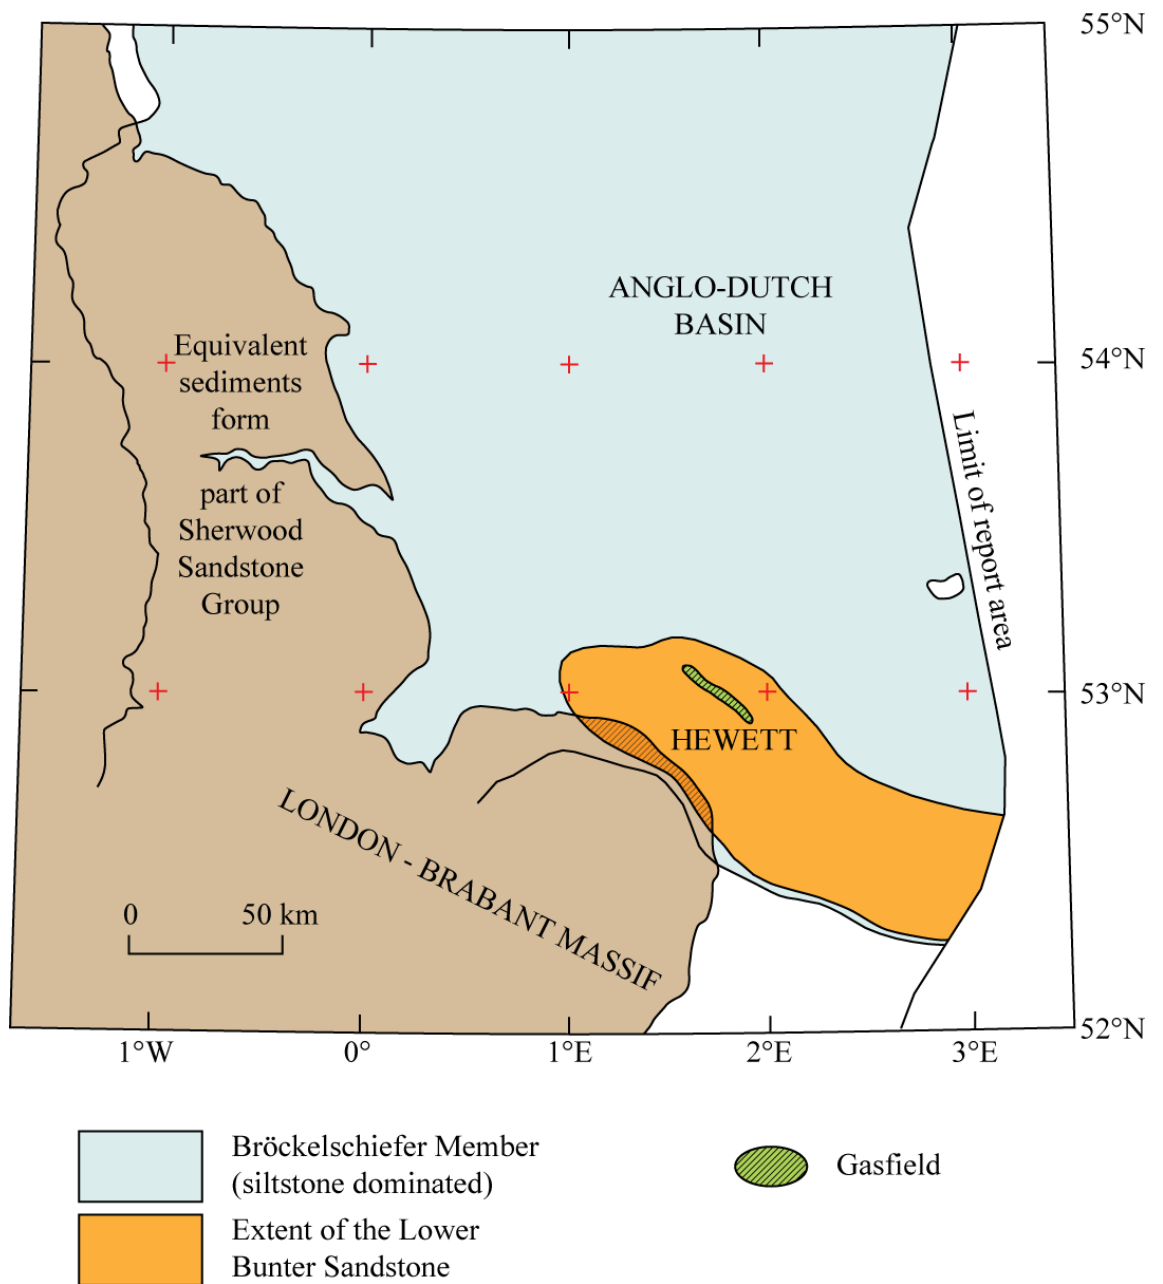 55°N
ANGLO-DUTCH
BASIN
Equivalent
sediments
form
54°N
Limit of report area
part of
Sherwood
Sandstone
Group
53°N
HEWETT
LONDON - BRABANT MASSIF
0 50 km
52°N
1°W 0° 1°E 2°E 3°E
Bröckelschiefer Member
(siltstone dominated)
Gasfield
Extent of the Lower
Bunter Sandstone